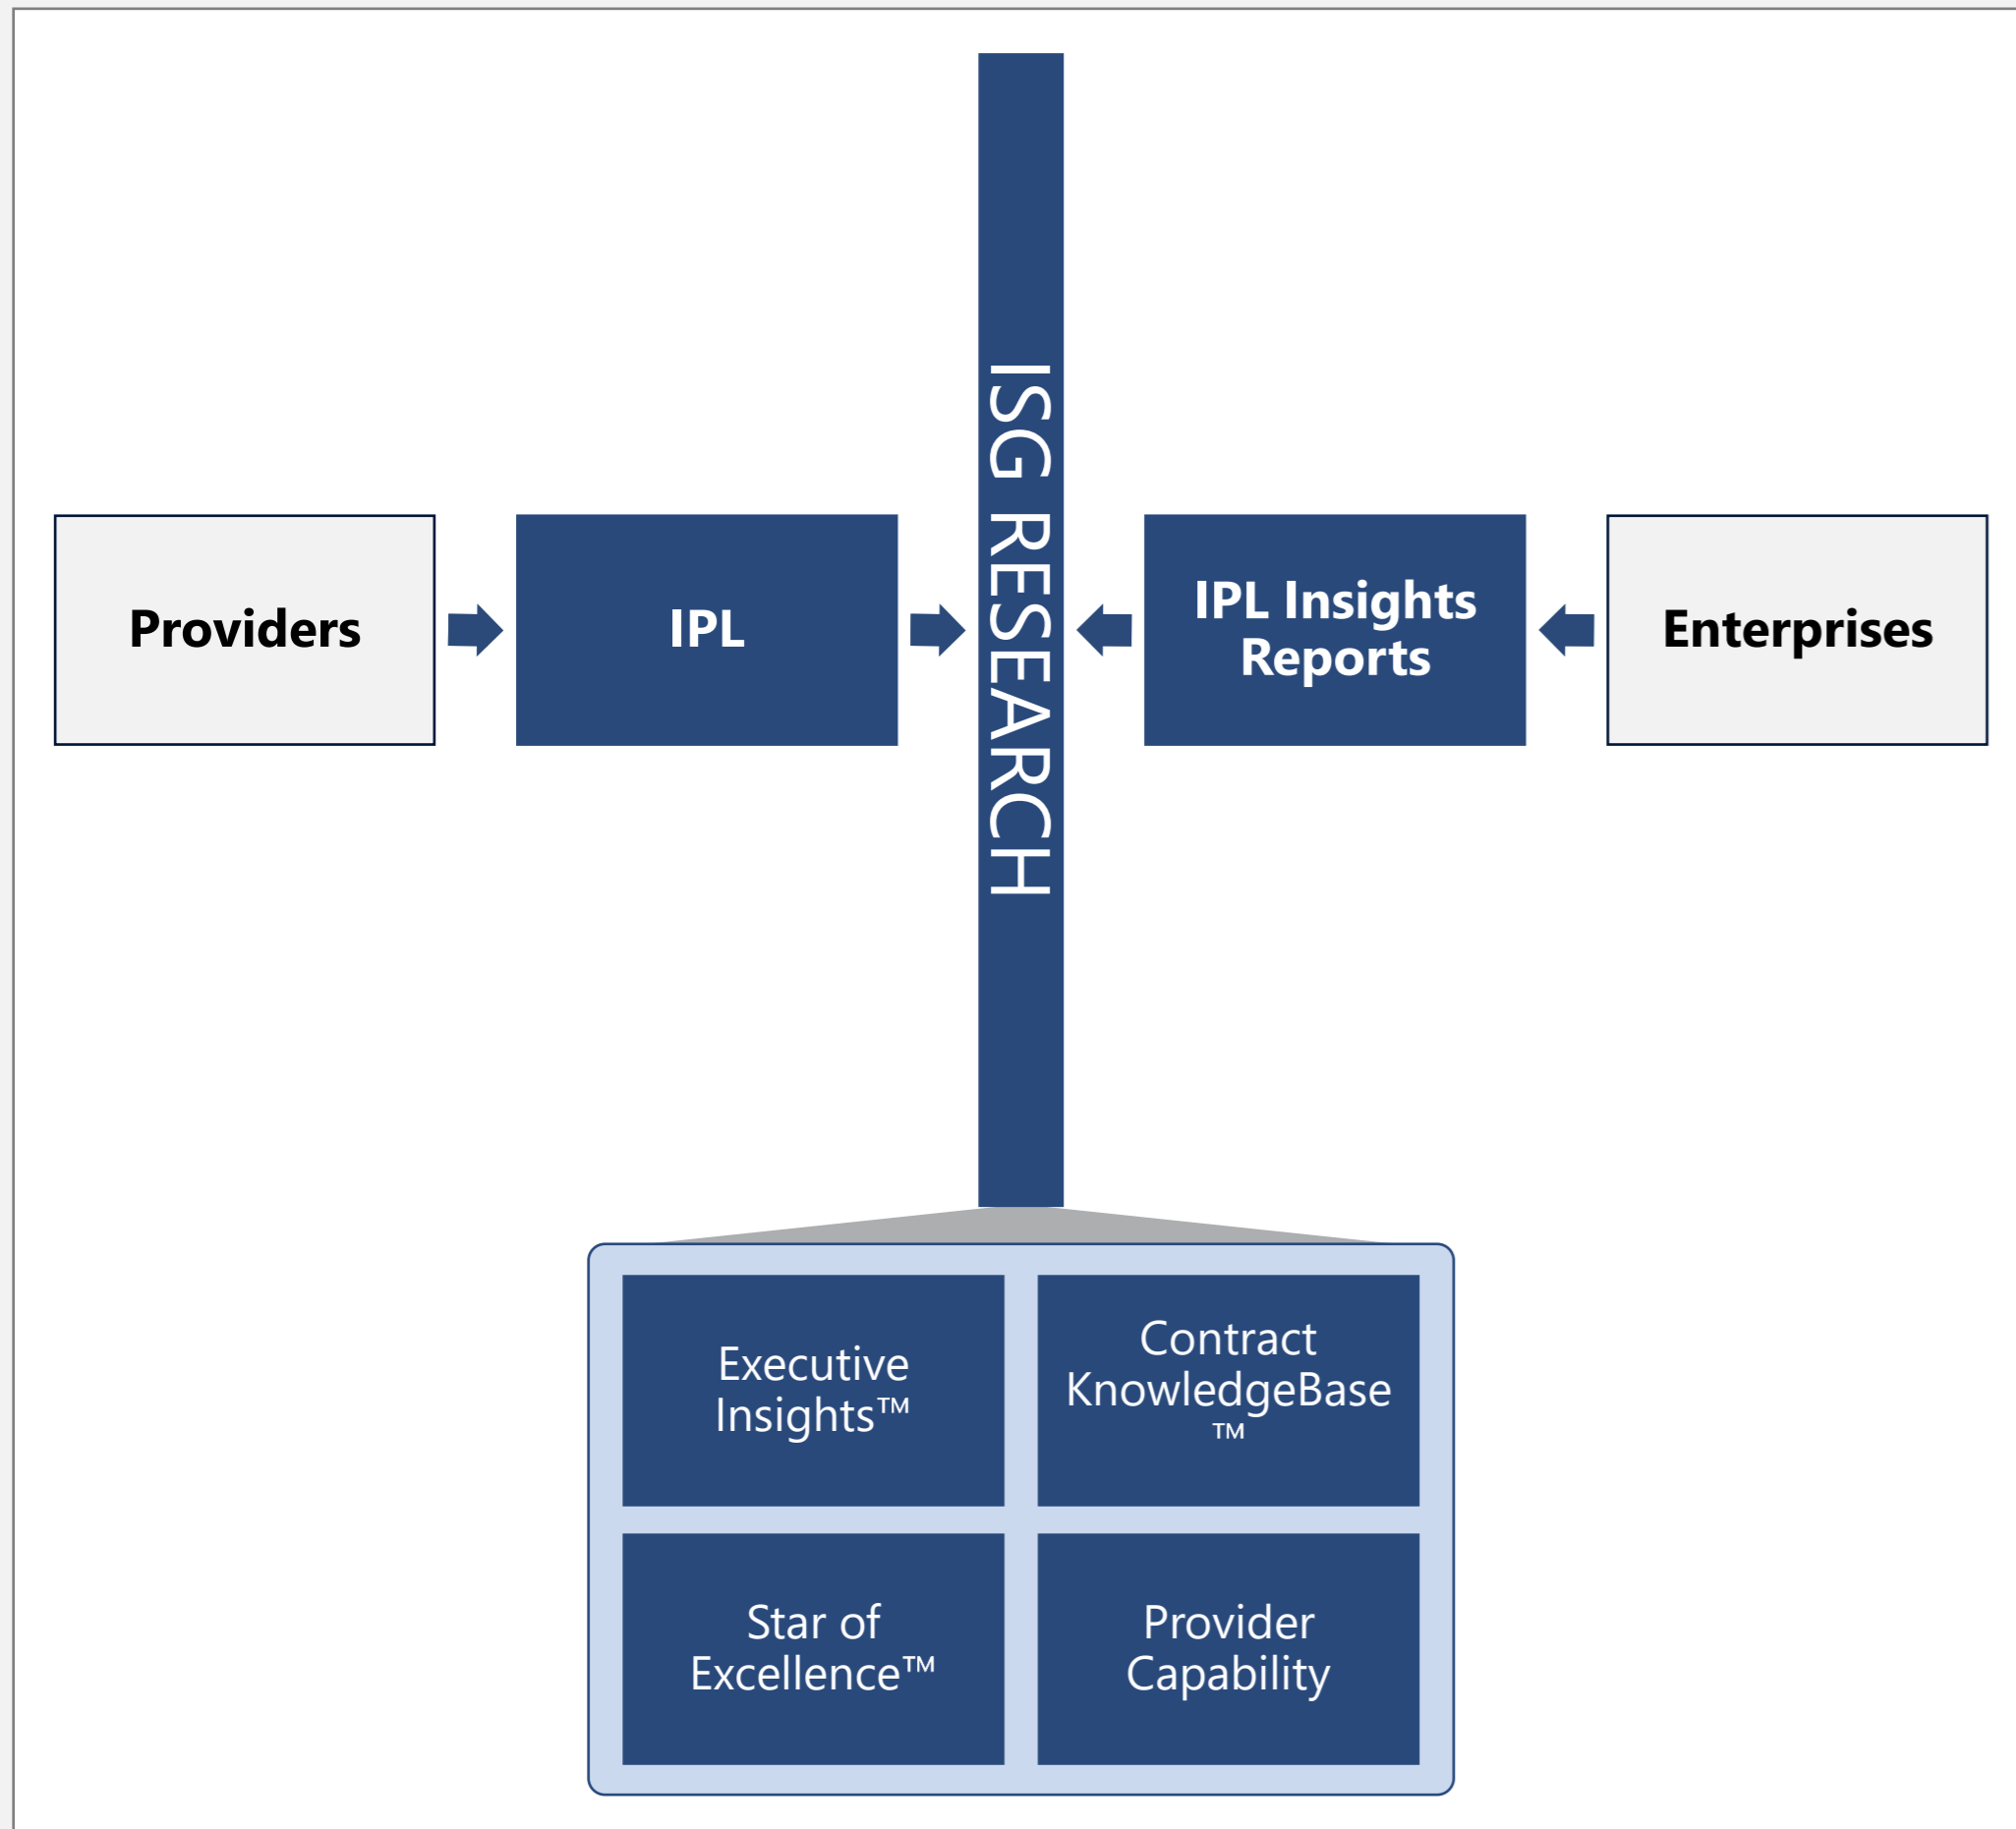 ISG RESEARCH
Providers
IPL
IPL Insights
Reports
Enterprises
Executive
Insights™
Contract
KnowledgeBase
™
Star of
Excellence™
Provider
Capability